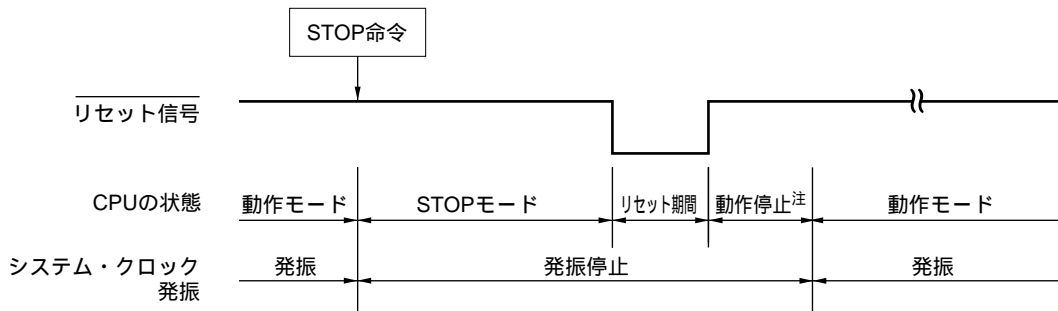 STOP命令
リセット信号
CPUの状態
動作モード
STOPモード
リセット期間
動作停止注
動作モード
システム・クロック
発振
発振
発振停止
発振